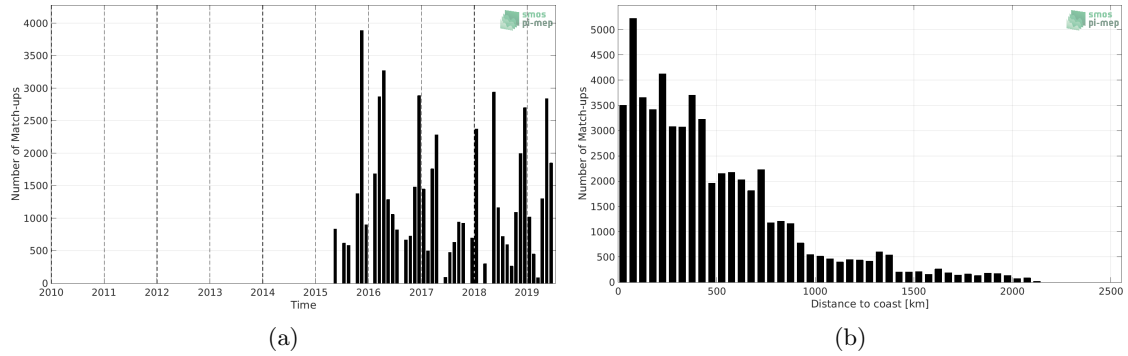 smos
pi-mep
4000
3500
3000
2500
2000
1500
1000
500
0
Number of Match-ups
2010 2011 2012 2013 2014 2015 2016 2017 2018 2019
Time
(a)
smos
pi-mep
5000
4500
4000
3500
3000
2500
2000
1500
1000
500
0
Number of Match-ups
0 500 1000 1500 2000 2500
Distance to coast [km]
(b)